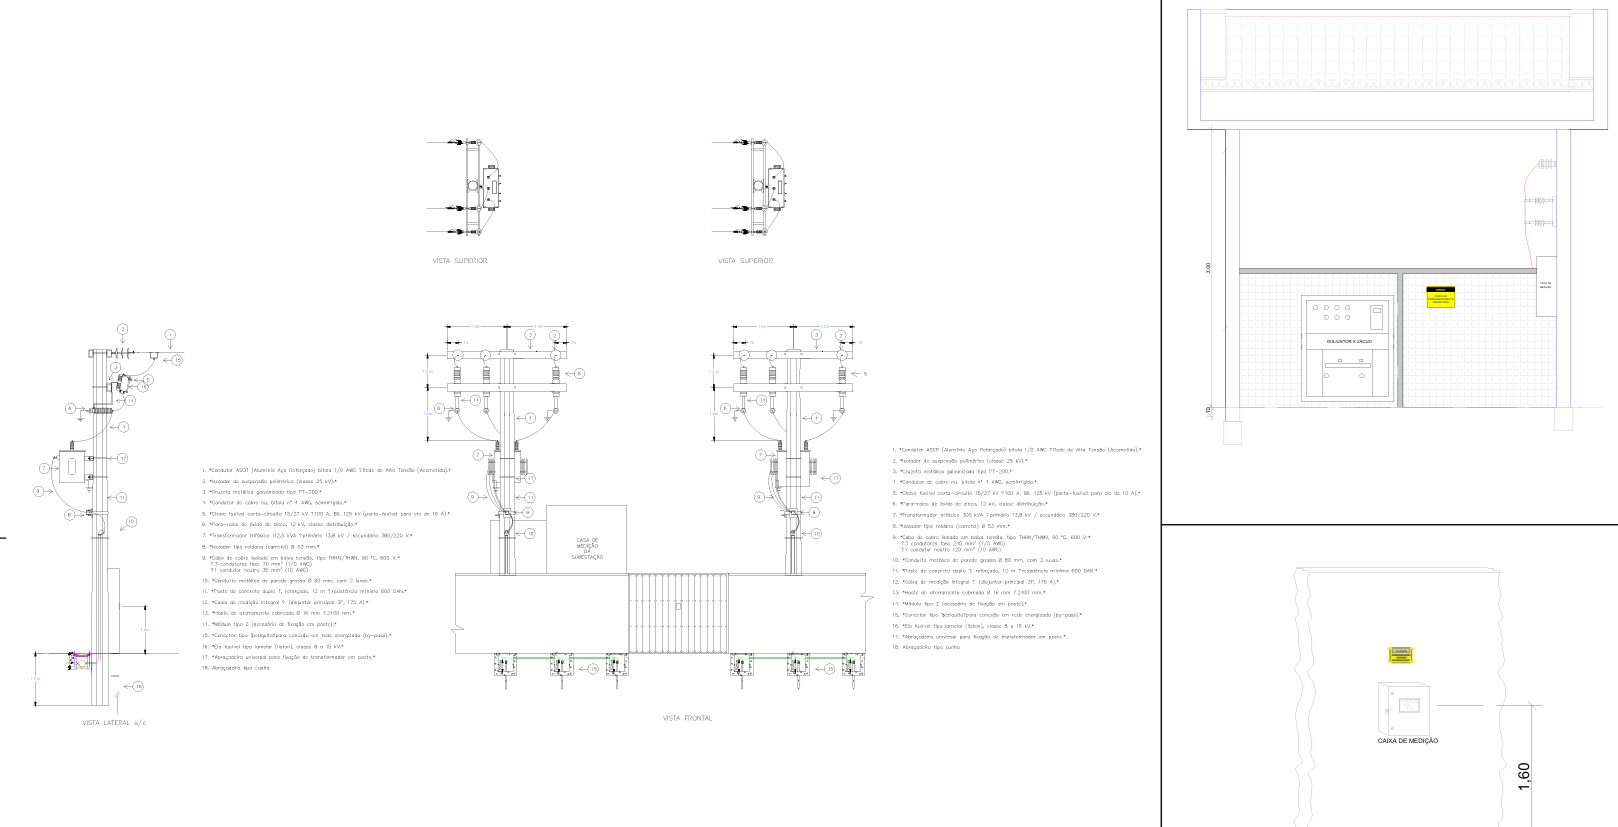 VISTA SUPERIOR
VISTA SUPERIOR
1. *Condutor ASCR (Alumínio Aço Reforçado) bitola 1/0 AWG ? Rede de Alta Tensão (Acometida).*
2. *Isolador de suspensão polimérico (classe 25 kV).*
3. *Cruzeta metálica galvanizada tipo PT-200.*
4. *Condutor de cobre nu, bitola n° 4 AWG, semirrígido.*
5. *Chave fusível corta-circuito 15/27 kV ?100 A, BIL 125 kV (porta-fusível para elo de 10 A).*
6. *Para-raios de óxido de zinco, 12 kV, classe distribuição.*
7. *Transformador trifásico 112,5 kVA ?primário 13,8 kV / secundário 380/220 V.*
8. *Isolador tipo roldana (carrete) Ø 53 mm.*
9. *Cabo de cobre isolado em baixa tensão, tipo THHN/THWN, 90 °C, 600 V:*
?3 condutores fase 70 mm² (1/0 AWG)
?1 condutor neutro 35 mm² (10 AWG)
10. *Conduíte metálico de parede grossa Ø 80 mm, com 2 luvas.*
11. *Poste de concreto duplo T, reforçado, 12 m ?resistência mínima 600 DAN.*
12. *Caixa de medição integral ? (disjuntor principal 3P, 175 A).*
13. *Haste de aterramento cobreada Ø 16 mm ?2400 mm.*
14. *Módulo tipo Z (acessório de fixação em poste).*
15. *Conector tipo ?periquito?para conexão em rede energizada (by-pass).*
16. *Elo fusível tipo lamelar (liston), classe 8 a 15 kV.*
17. *Abraçadeira universal para fixação do transformador em poste.*
18. Abraçadeira tipo cunha
VISTA LATERAL a/c
CASA DE
MEDIÇÃO
DA
SUBESTAÇÃO
VISTA FRONTAL
1. *Condutor ASCR (Alumínio Aço Reforçado) bitola 1/0 AWG ? Rede de Alta Tensão (Acometida).*
2. *Isolador de suspensão polimérico (classe 25 kV).*
3. *Cruzeta metálica galvanizada tipo PT-200.*
4. *Condutor de cobre nu, bitola n° 4 AWG, semirrígido.*
5. *Chave fusível corta-circuito 15/27 kV ?100 A, BIL 125 kV (porta-fusível para elo de 10 A).*
6. *Para-raios de óxido de zinco, 12 kV, classe distribuição.*
7. *Transformador trifásico 300 kVA ?primário 13,8 kV / secundário 380/220 V.*
8. *Isolador tipo roldana (carrete) Ø 53 mm.*
9. *Cabo de cobre isolado em baixa tensão, tipo THHN/THWN, 90 °C, 600 V:*
?3 condutores fase 240 mm² (1/0 AWG)
?1 condutor neutro 120 mm² (10 AWG)
10. *Conduíte metálico de parede grossa Ø 80 mm, com 2 luvas.*
11. *Poste de concreto duplo T, reforçado, 12 m ?resistência mínima 600 DAN.*
12. *Caixa de medição integral ? (disjuntor principal 3P, 175 A).*
13. *Haste de aterramento cobreada Ø 16 mm ?2400 mm.*
14. *Módulo tipo Z (acessório de fixação em poste).*
15. *Conector tipo ?periquito?para conexão em rede energizada (by-pass).*
16. *Elo fusível tipo lamelar (liston), classe 8 a 15 kV.*
17. *Abraçadeira universal para fixação do transformador em poste.*
18. Abraçadeira tipo cunha
3.00
.10
DISJUNTOR A VÁCUO
CAIXA DE MEDIÇÃO
1,60